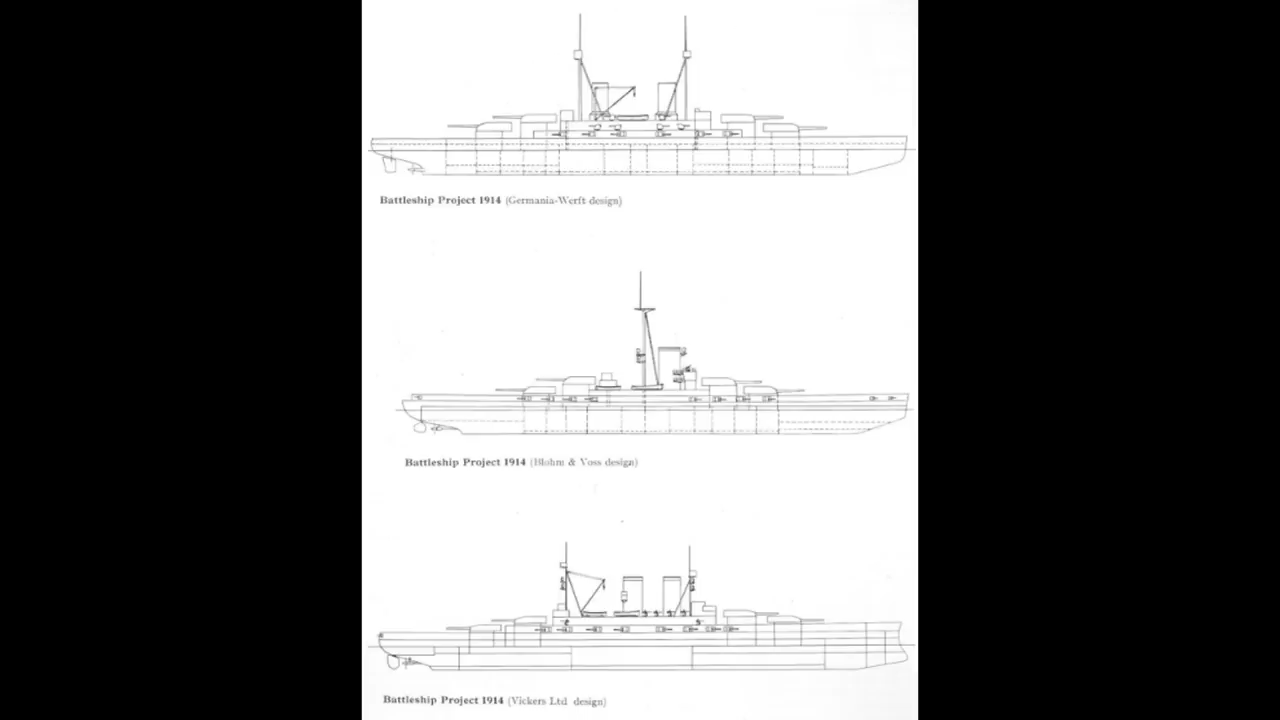 Battleship Project 1914 (Germania-Werft design)
Battleship Project 1914 (Blohm & Voss design)
Battleship Project 1914 (Vickers Ltd design)